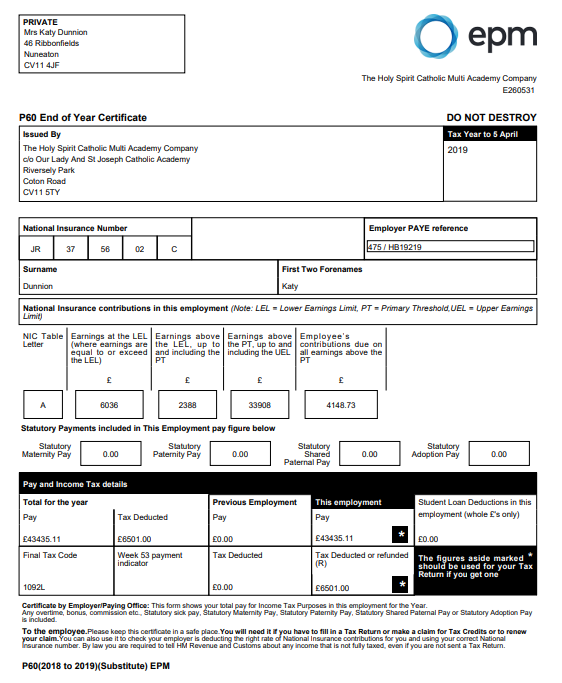 PRIVATE
Mrs Katy Dunnion
46 Ribbonfields
Nuneaton
CV11 4JF
epm
The Holy Spirit Catholic Multi Academy Company
E260531
P60 End of Year Certificate
DO NOT DESTROY
Issued By
Tax Year to 5 April
The Holy Spirit Catholic Multi Academy Company
2019
c/o Our Lady And St Joseph Catholic Academy
Riversely Park
Coton Road
CV11 5TY
National Insurance Number
Employer PAYE reference
JR 37 56 02 C
475 / HB19219
Surname
First Two Forenames
Dunnion
Katy
National Insurance contributions in this employment (Note: LEL = Lower Earnings Limit, PT = Primary Threshold,UEL = Upper Earnings
Limit)
NIC Table
Letter
Earnings at the LEL
(where earnings are
equal to or exceed
the LEL)
Earnings above
the LEL, up to
and including the
PT
Earnings above
the PT, up to and
including the UEL
Employee's
contributions due on
all earnings above the
PT
£ £ £ £
A 6036 2388 33908 4148.73
Statutory Payments included in This Employment pay figure below
Statutory
Maternity Pay
0.00
Statutory
Paternity Pay
0.00
Statutory
Shared
Paternal Pay
0.00
Statutory
Adoption Pay
0.00
Pay and Income Tax details
Total for the year
Previous Employment
This employment
Student Loan Deductions in this
employment (whole £'s only)
Pay
Tax Deducted
Pay
Pay
£43435.11
£6501.00
£0.00
£43435.11
*
£0.00
Final Tax Code
Week 53 payment
indicator
Tax Deducted
Tax Deducted or refunded
(R)
The figures aside marked *
should be used for your Tax
Return if you get one
1092L
£0.00
£6501.00
*
Certificate by Employer/Paying Office: This form shows your total pay for Income Tax Purposes in this employment for the Year.
Any overtime, bonus, commission etc., Statutory sick pay, Statutory Maternity Pay, Statutory Paternity Pay, Statutory Shared Paternal Pay or Statutory Adoption Pay
is included.
To the employee.Please keep this certificate in a safe place.You will need it if you have to fill in a Tax Return or make a claim for Tax Credits or to renew
your claim.You can also use it to check your employer is deducting the right rate of National Insurance contributions for you and using your correct National
Insurance number. By law you are required to tell HM Revenue and Customs about any income that is not fully taxed, even if you are not sent a Tax Return.
P60(2018 to 2019)(Substitute) EPM